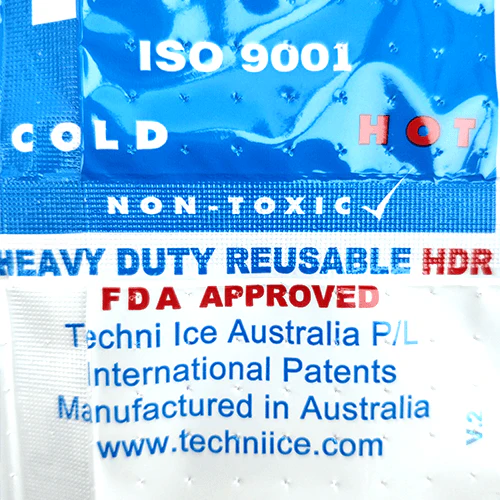 ISO 9001
COLD HOT
NON-TOXIC
HEAVY DUTY REUSABLE HDR
FDA APPROVED
Techni Ice Australia P/L
International Patents
Manufactured in Australia
www.techniice.com
V.2